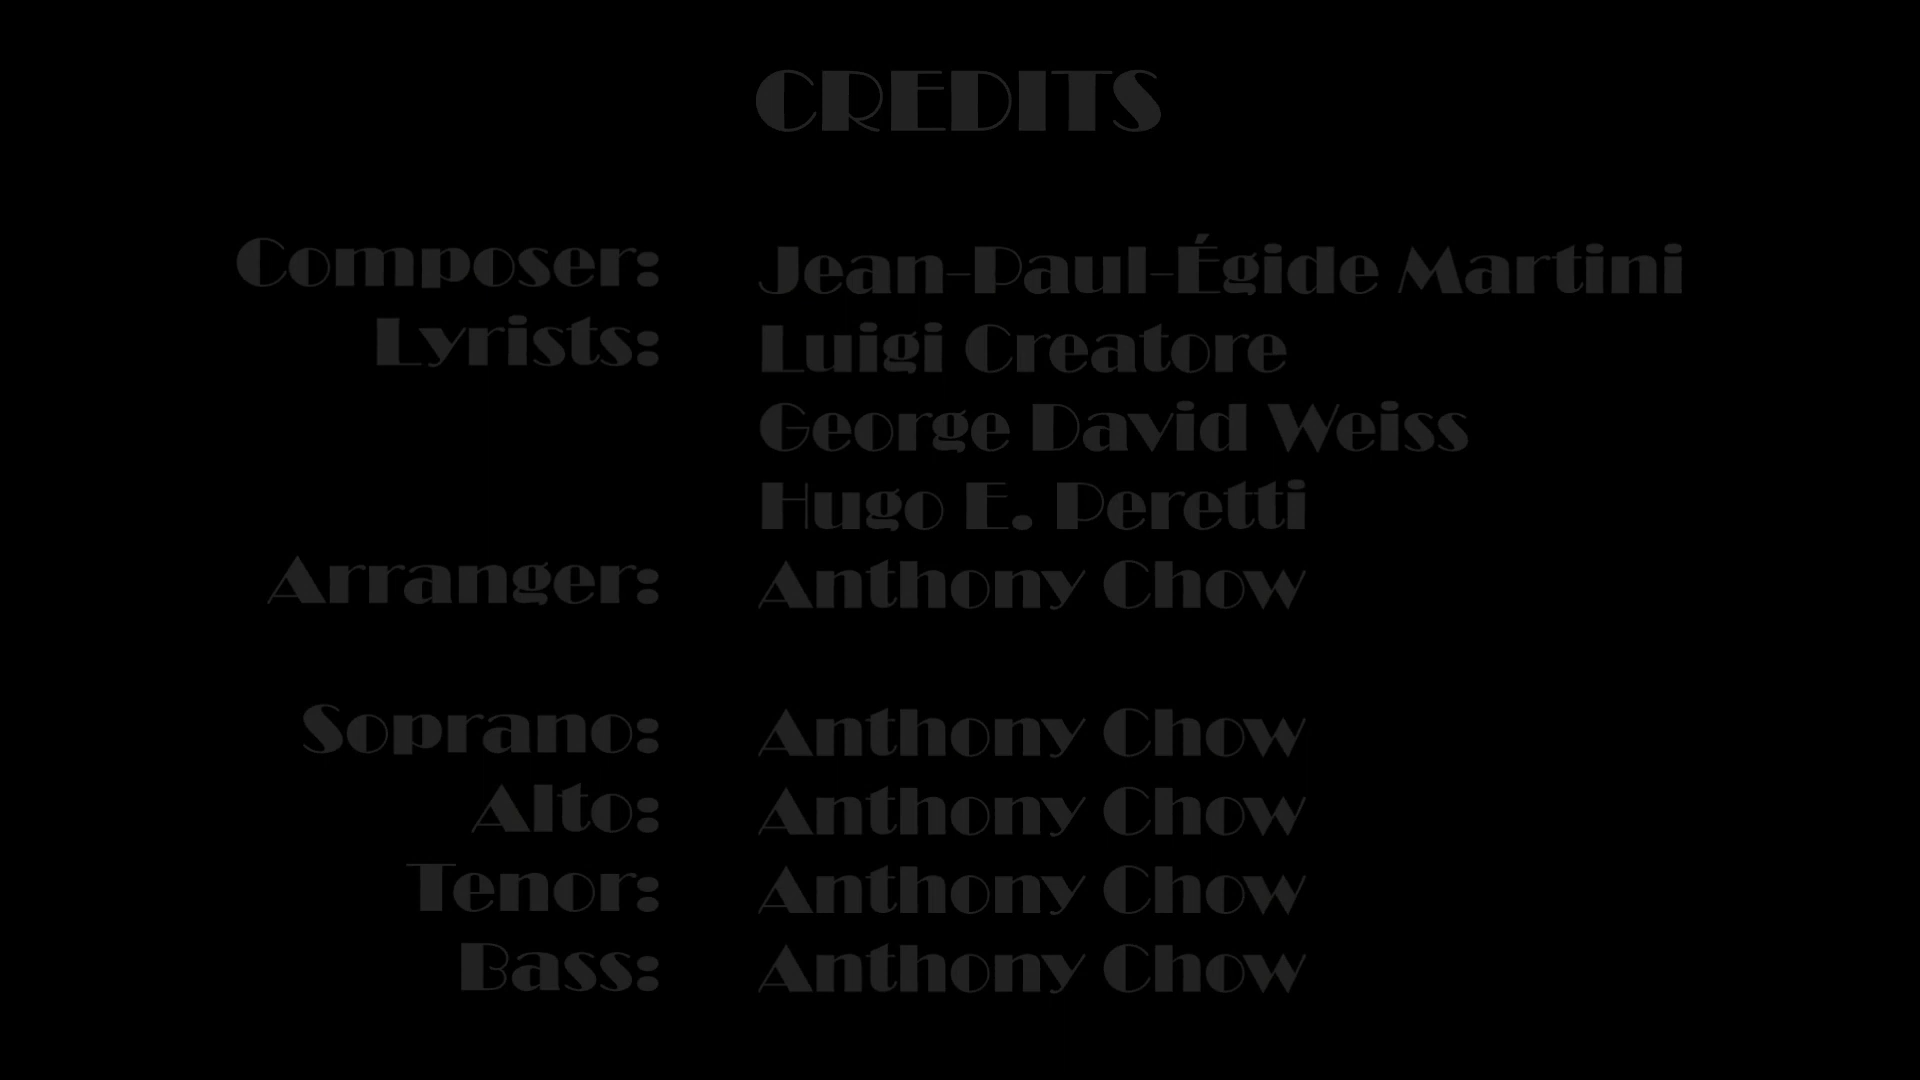 CREDITS
Composer: Jean-Paul-Égide Martini
Lyrists: Luigi Creatore
George David Weiss
Hugo E. Peretti
Arranger: Anthony Chow
Soprano: Anthony Chow
Alto: Anthony Chow
Tenor: Anthony Chow
Bass: Anthony Chow